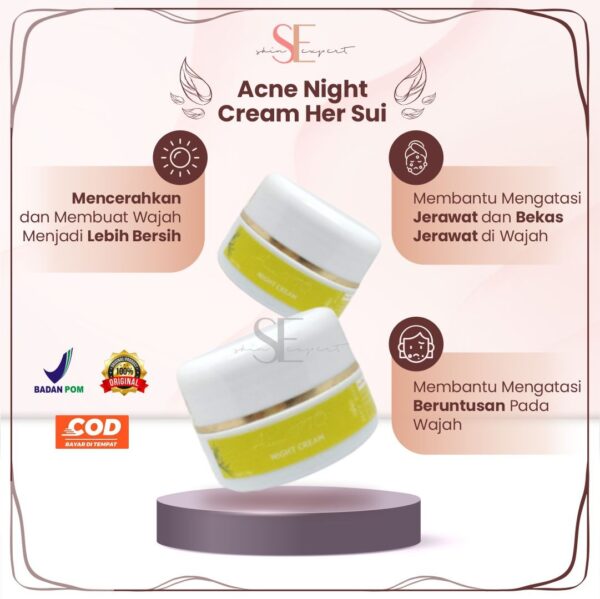 SE
skin expert
Acne Night
Cream Her Sui
Mencerahkan
dan Membuat Wajah
Menjadi Lebih Bersih
Membantu Mengatasi
Jerawat dan Bekas
Jerawat di Wajah
NIGHT CREAM
SE
skin expert
BADAN POM
100%
ORIGINAL
COD
BAYAR DI TEMPAT
Membantu Mengatasi
Beruntusan Pada
Wajah
NIGHT CREAM